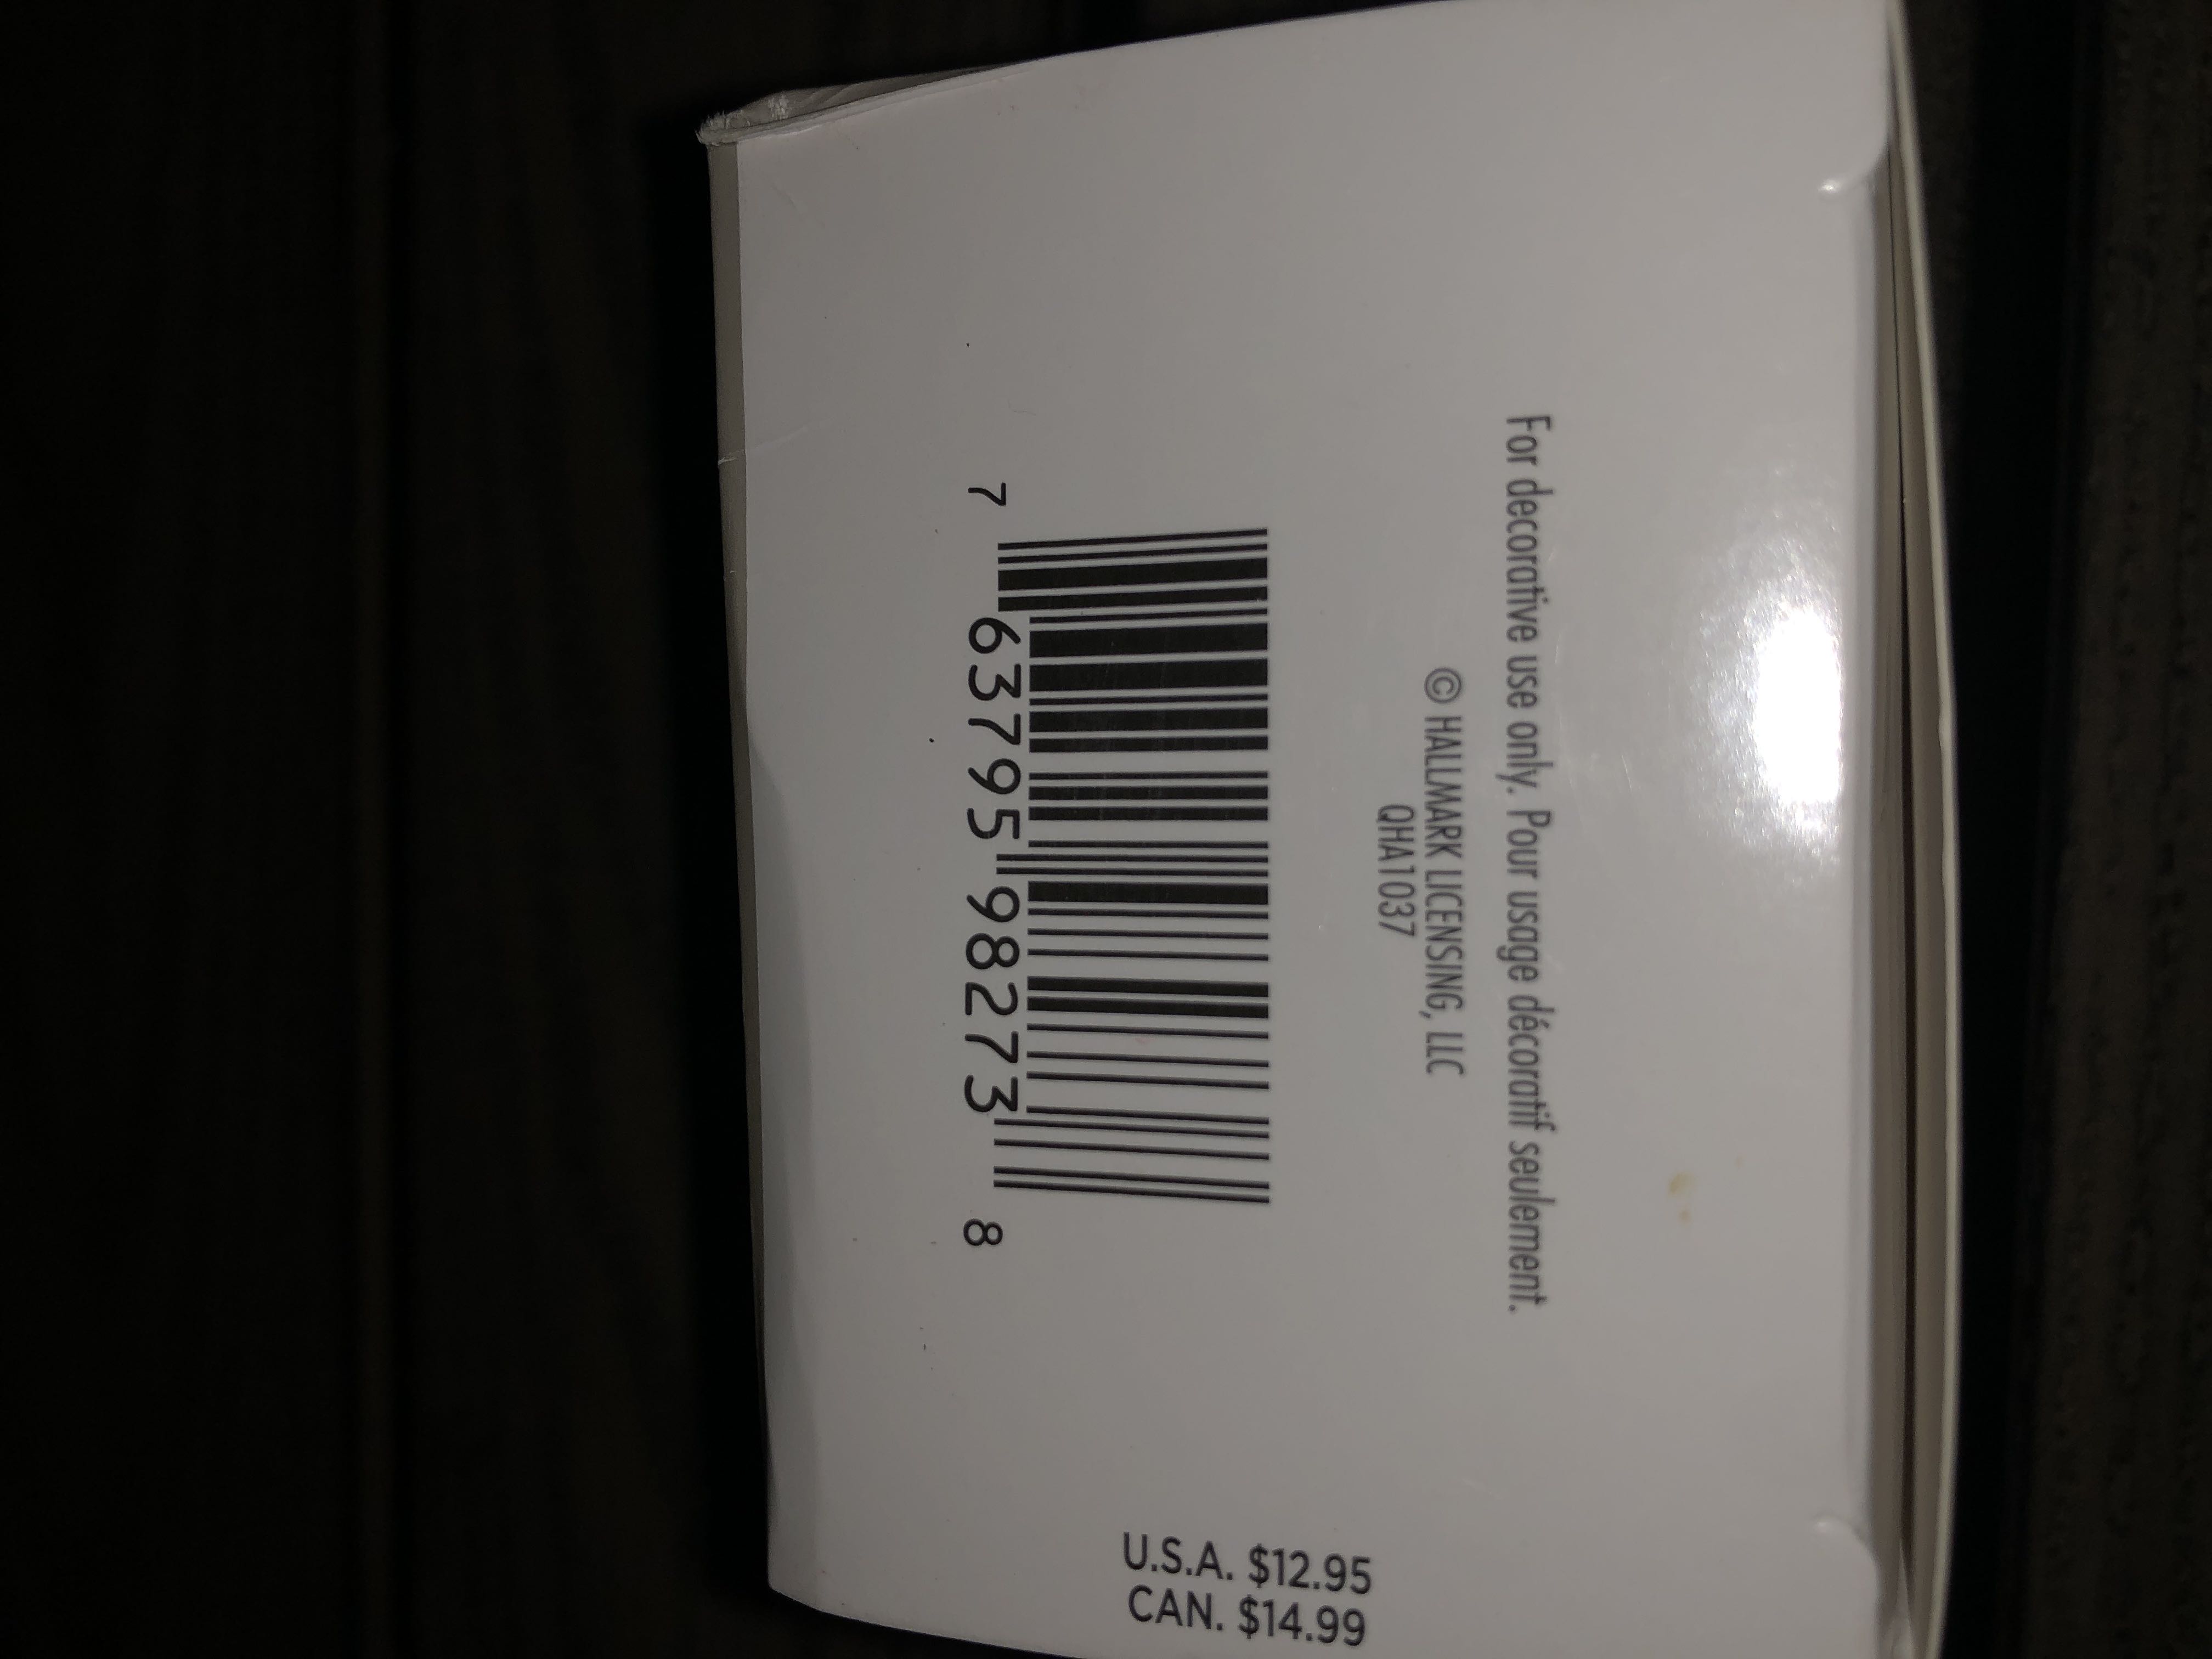 For decorative use only. Pour usage décoratif seulement.
© HALLMARK LICENSING, LLC
QHA1037
7 63795 98273 8
U.S.A. $12.95
CAN. $14.99